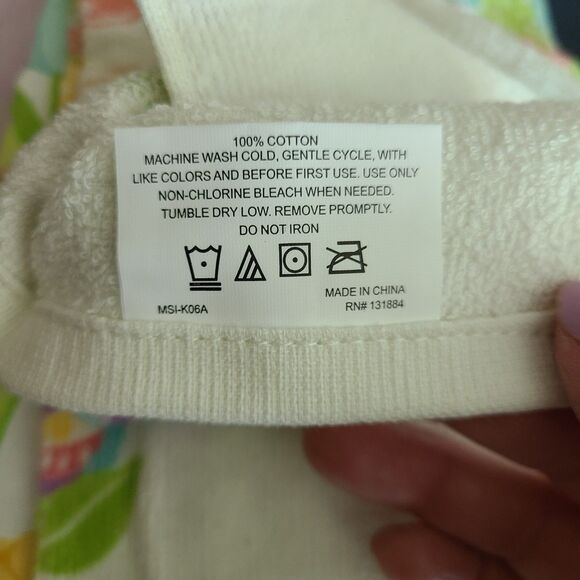 100% COTTON
MACHINE WASH COLD, GENTLE CYCLE, WITH
LIKE COLORS AND BEFORE FIRST USE. USE ONLY
NON-CHLORINE BLEACH WHEN NEEDED.
TUMBLE DRY LOW. REMOVE PROMPTLY.
DO NOT IRON
MADE IN CHINA
MSI-K06A
RN# 131884